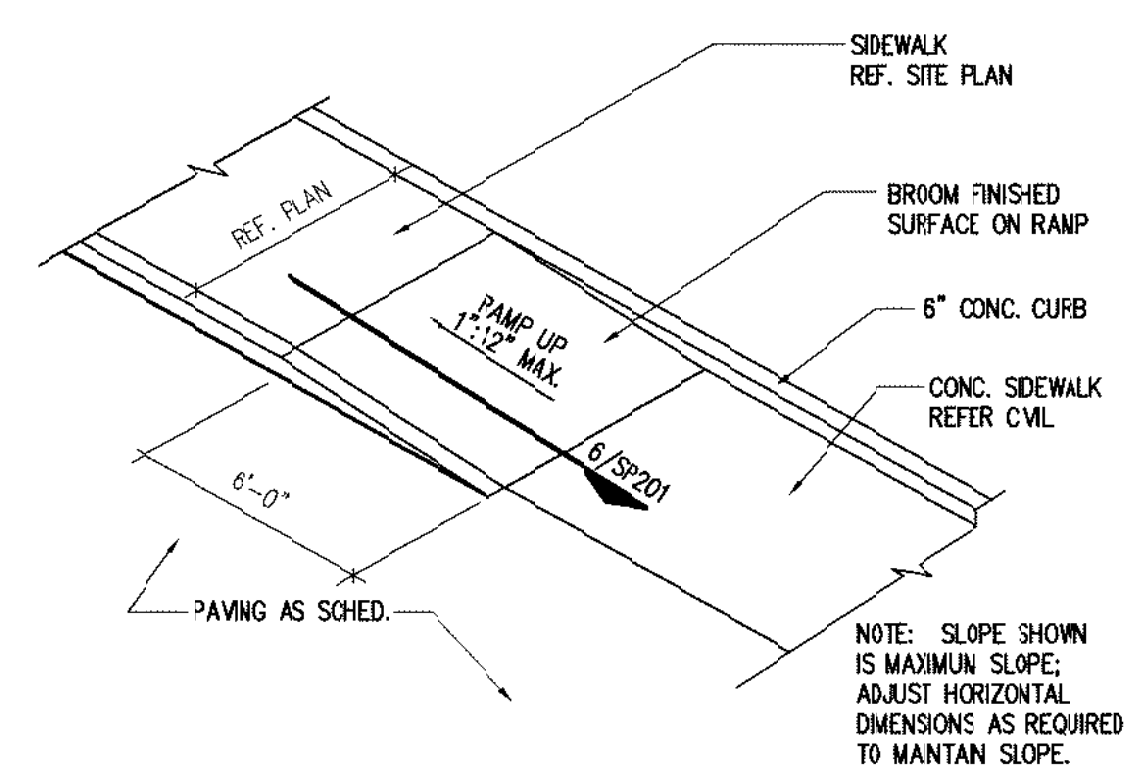 SIDEWALK
REF. SITE PLAN
REF. PLAN
BROOM FINISHED
SURFACE ON RAMP
RAMP UP
1":12" MAX.
6" CONC. CURB
CONC. SIDEWALK
REFER CIVIL
6/SP201
6'-0"
PAVING AS SCHED.
NOTE: SLOPE SHOWN
IS MAXIMUN SLOPE;
ADJUST HORIZONTAL
DIMENSIONS AS REQUIRED
TO MAINTAIN SLOPE.